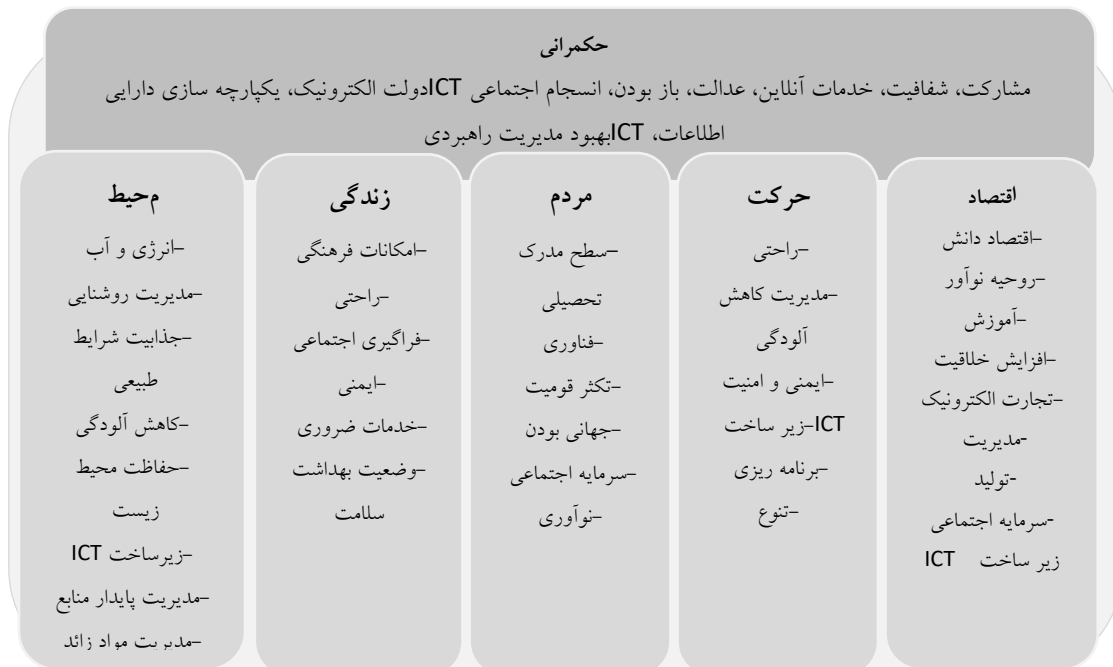 حکمرانی
مشارکت، شفافیت، خدمات آنلاین، عدالت، باز بودن، انسجام اجتماعی ICTدولت الکترونیک، یکپارچه سازی دارایی
اطلاعات، ICTبهبود مدیریت راهبردی
اقتصاد
-اقتصاد دانش
-روحیه نوآور
-آموزش
-افزایش خلاقیت
-تجارت الکترونیک
-مدیریت
-تولید
-سرمایه اجتماعی
زیر ساخت ICT
حرکت
-راحتی
-مدیریت کاهش
آلودگی
-ایمنی و امنیت
ICT-زیر ساخت
-برنامه ریزی
-تنوع
مردم
-سطح مدرک
تحصیلی
-فناوری
-تکثر قومیت
-جهانی بودن
-سرمایه اجتماعی
-نوآوری
زندگی
-امکانات فرهنگی
-راحتی
-فراگیری اجتماعی
-ایمنی
-خدمات ضروری
-وضعیت بهداشت
سلامت
محیط
-انرژی و آب
-مدیریت روشنایی
-جذابیت شرایط
طبیعی
-کاهش آلودگی
-حفاظت محیط
زیست
-زیرساخت ICT
-مدیریت پایدار منابع
-مدیریت مواد زائد